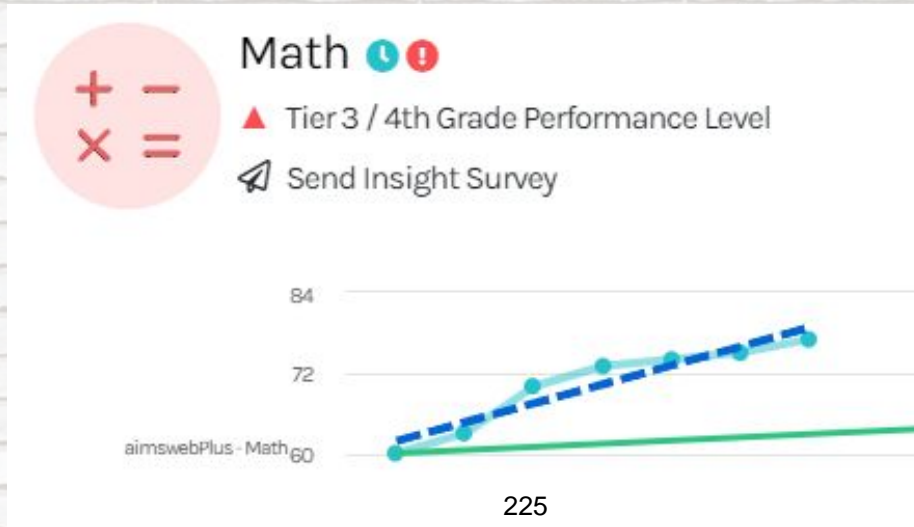 Math
Tier 3 / 4th Grade Performance Level
Send Insight Survey
84
72
aimswebPlus - Math 60
225